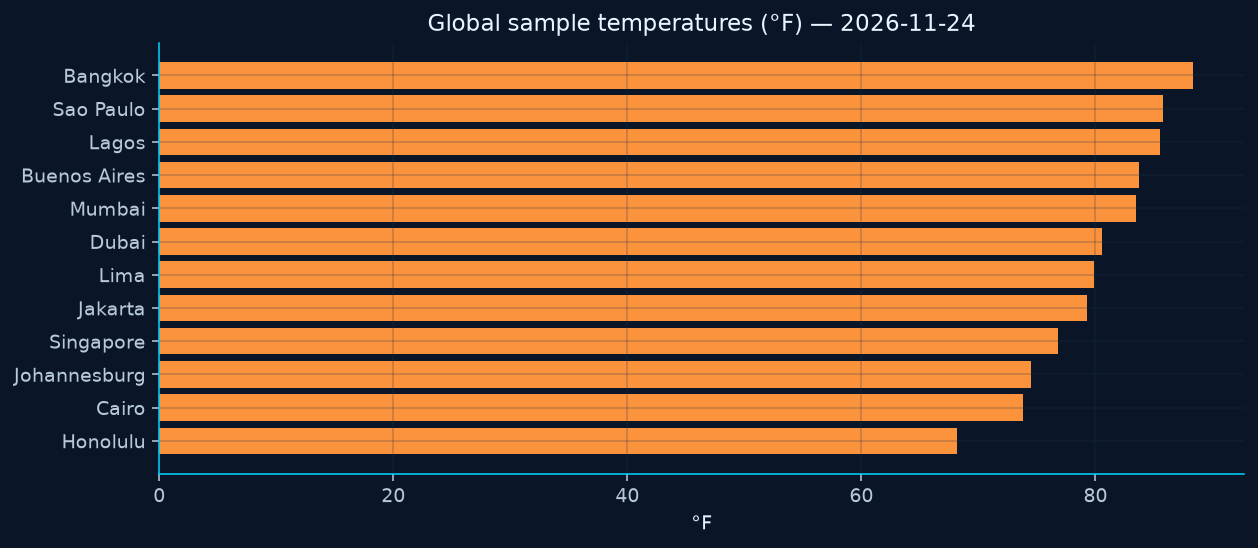 Global sample temperatures (°F) — 2026-11-24
Bangkok
Sao Paulo
Lagos
Buenos Aires
Mumbai
Dubai
Lima
Jakarta
Singapore
Johannesburg
Cairo
Honolulu
0 20 40 60 80
°F